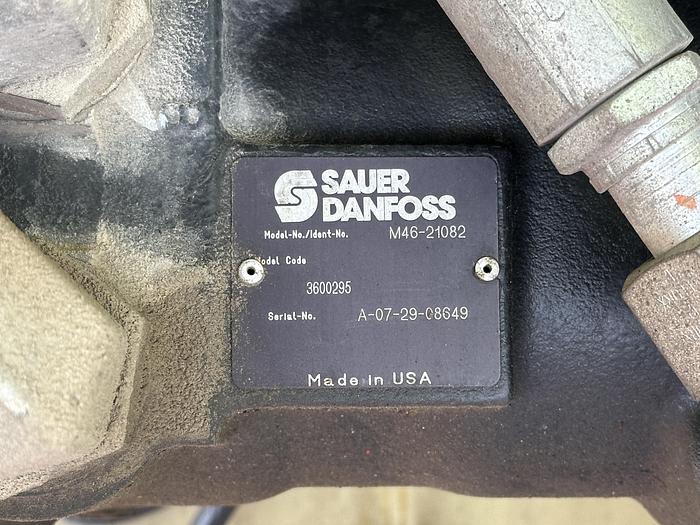 SAUER
DANFOSS
Model-No./Ident-No. M46-21082
Model Code
3600295
Serial-No. A-07-29-08649
Made in USA